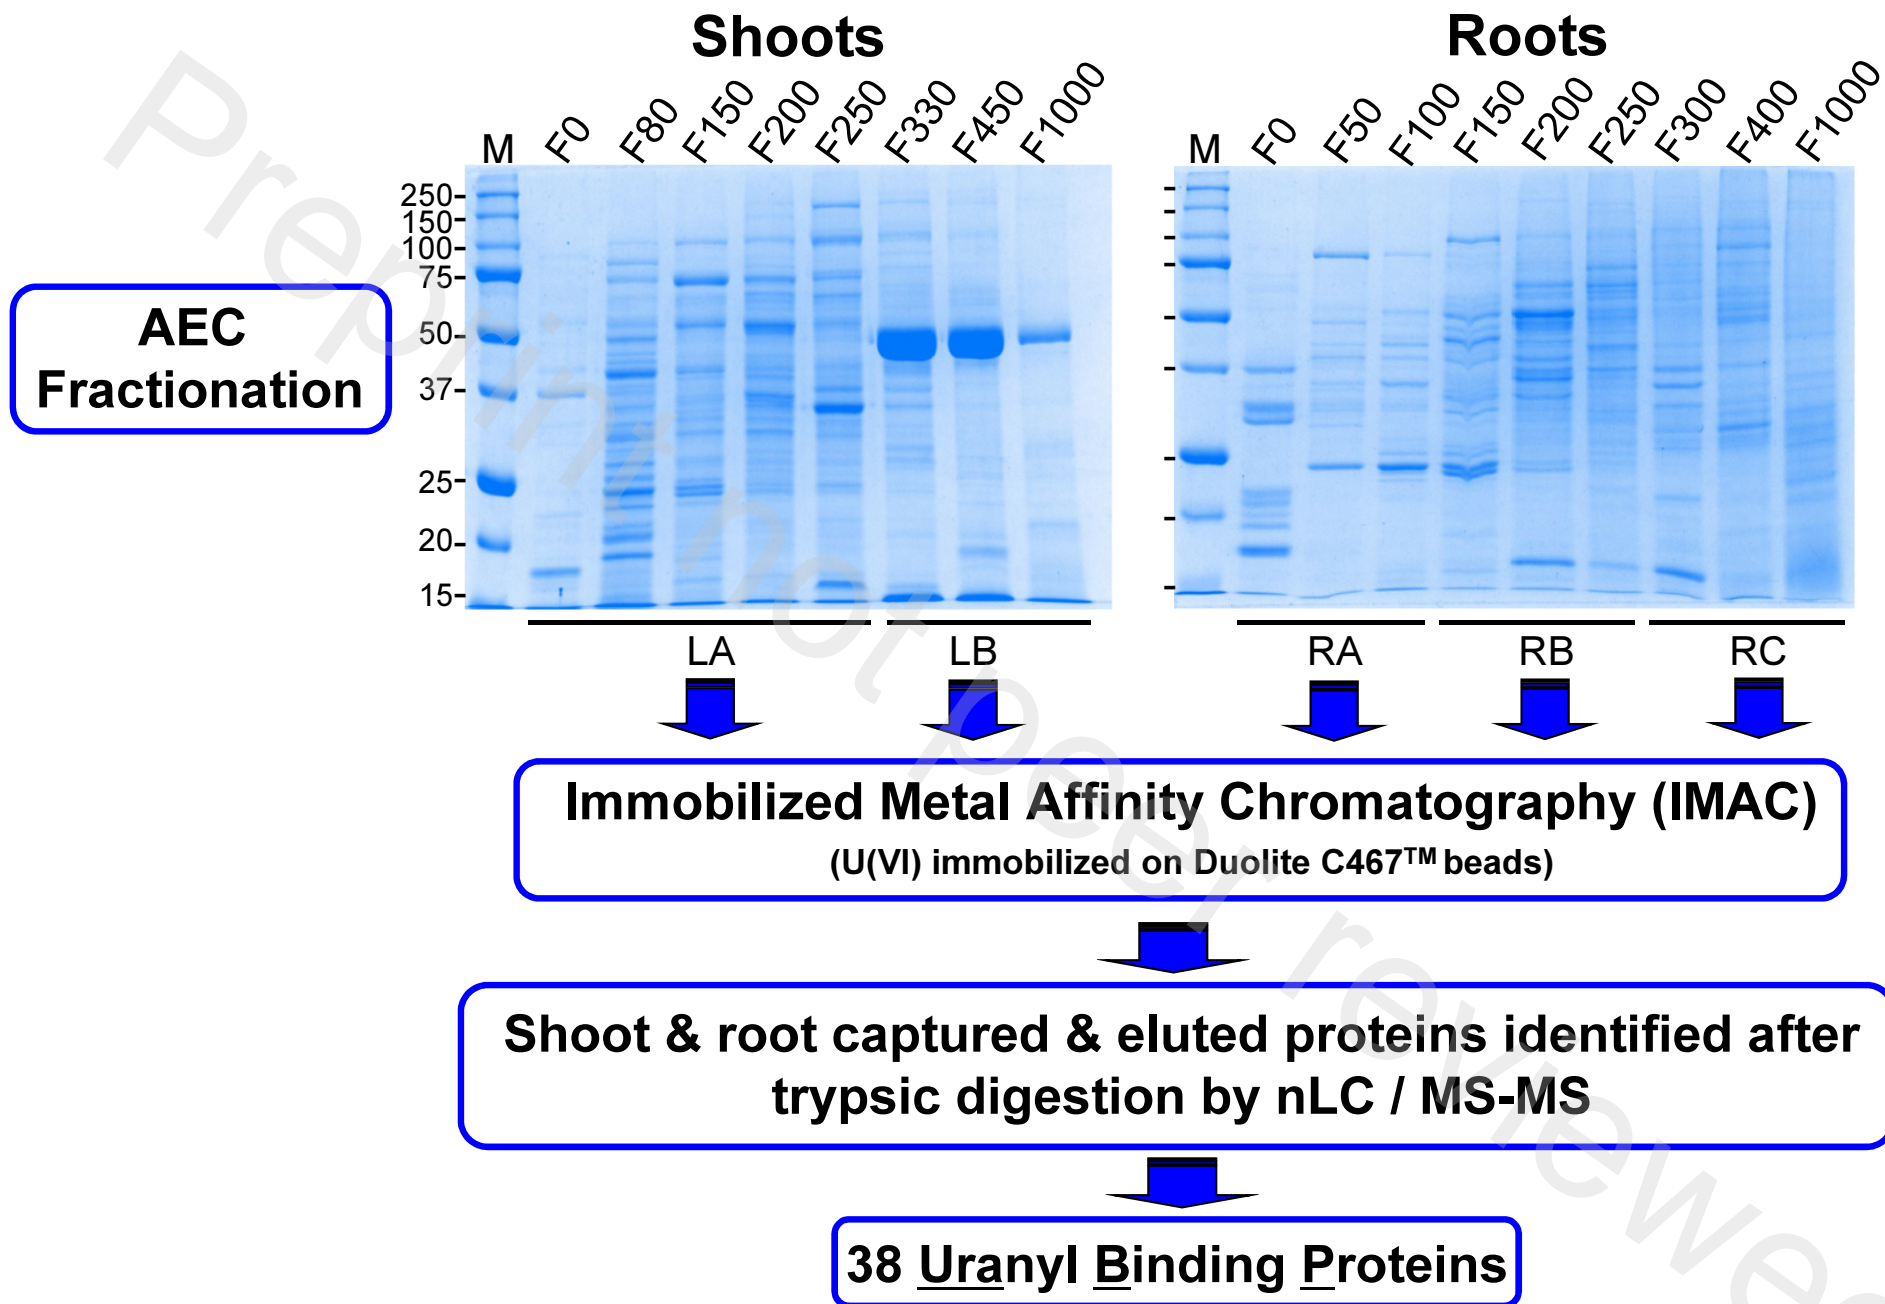 Shoots
Roots
M F0 F80 F150 F200 F250 F330 F450 F1000
M F0 F50 F100 F150 F200 F250 F300 F400 F1000
250-
150-
100-
75-
50-
37-
25-
20-
15-
AEC
Fractionation
LA LB RA RB RC
Immobilized Metal Affinity Chromatography (IMAC)
(U(VI) immobilized on Duolite C467TM beads)
Shoot & root captured & eluted proteins identified after
trypsic digestion by nLC / MS-MS
38 Uranyl Binding Proteins
Preprint not peer reviewed